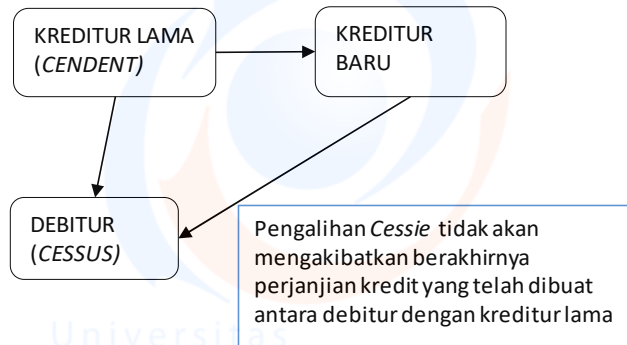 KREDITUR LAMA
(CENDENT)
KREDITUR
BARU
DEBITUR
(CESSUS)
Pengalihan Cessie tidak akan
mengakibatkan berakhirnya
perjanjian kredit yang telah dibuat
antara debitur dengan kreditur lama
Universitas